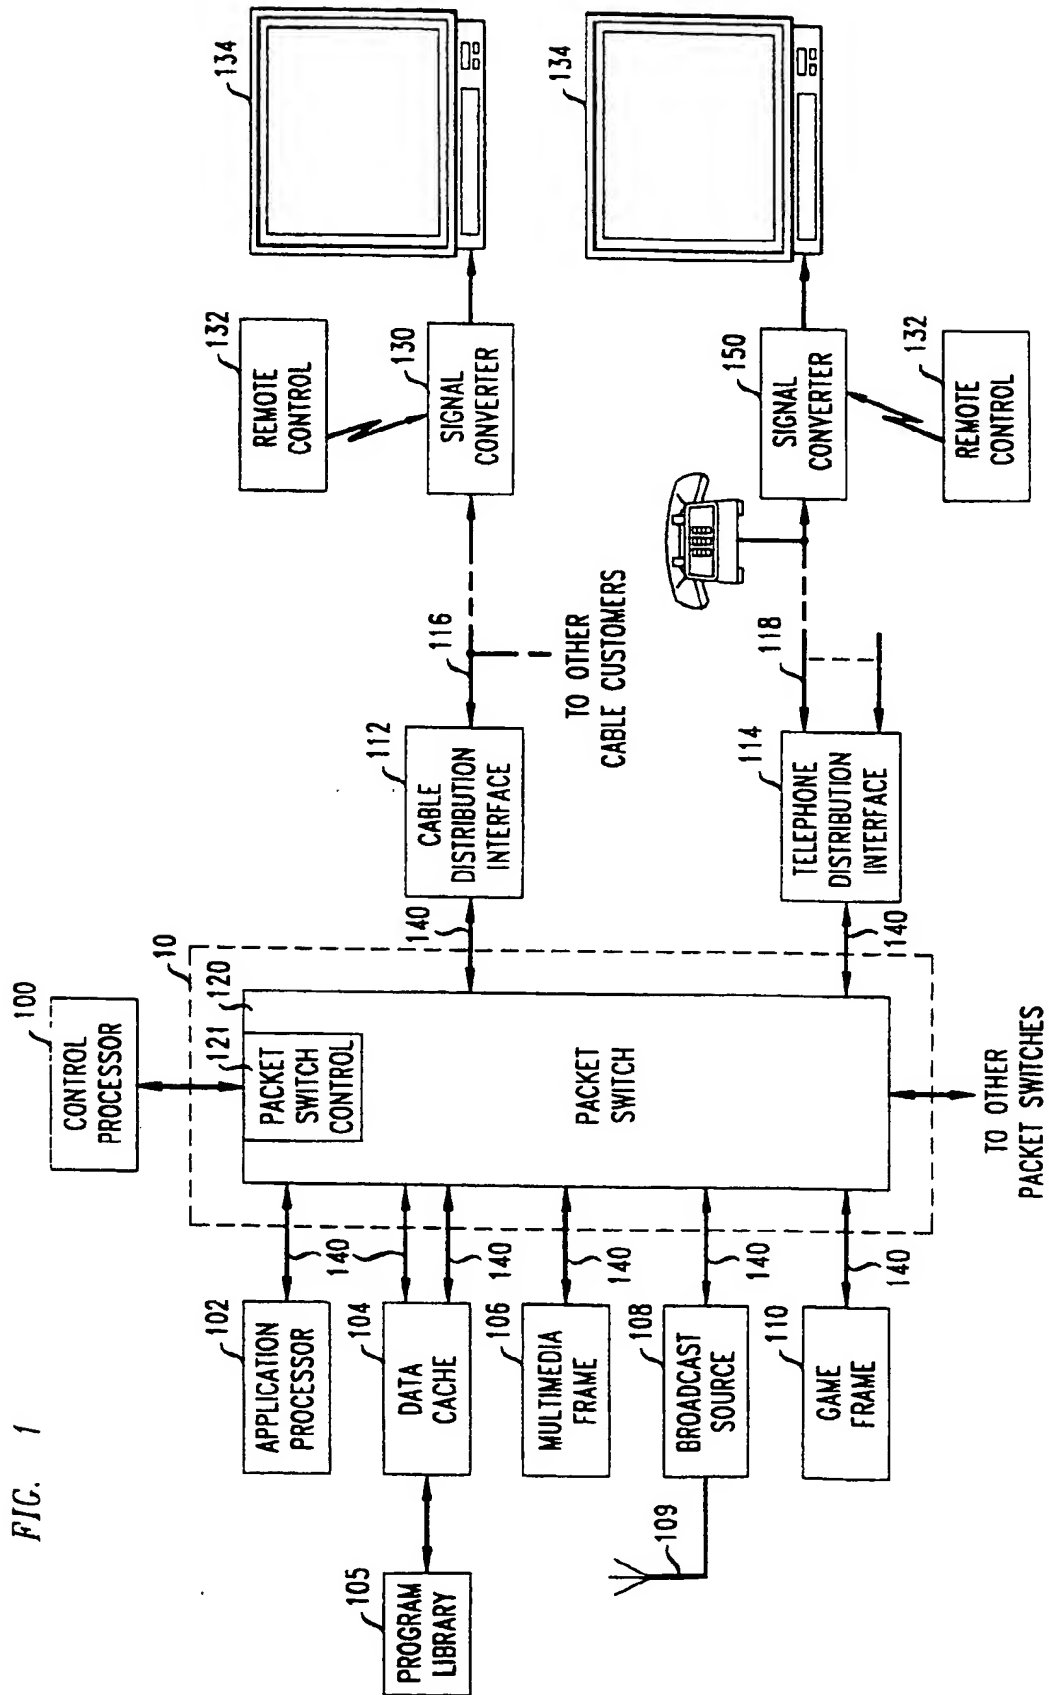 FIG. 1
100
CONTROL
PROCESSOR
10
120
121
PACKET
SWITCH
CONTROL
PACKET
SWITCH
102
APPLICATION
PROCESSOR
140
105
PROGRAM
LIBRARY
104
DATA
CACHE
140
106
MULTIMEDIA
FRAME
140
109
108
BROADCAST
SOURCE
140
110
GAME
FRAME
140
TO OTHER
PACKET SWITCHES
140
112
CABLE
DISTRIBUTION
INTERFACE
116
TO OTHER
CABLE CUSTOMERS
132
REMOTE
CONTROL
130
SIGNAL
CONVERTER
134
140
114
TELEPHONE
DISTRIBUTION
INTERFACE
118
150
SIGNAL
CONVERTER
132
REMOTE
CONTROL
134